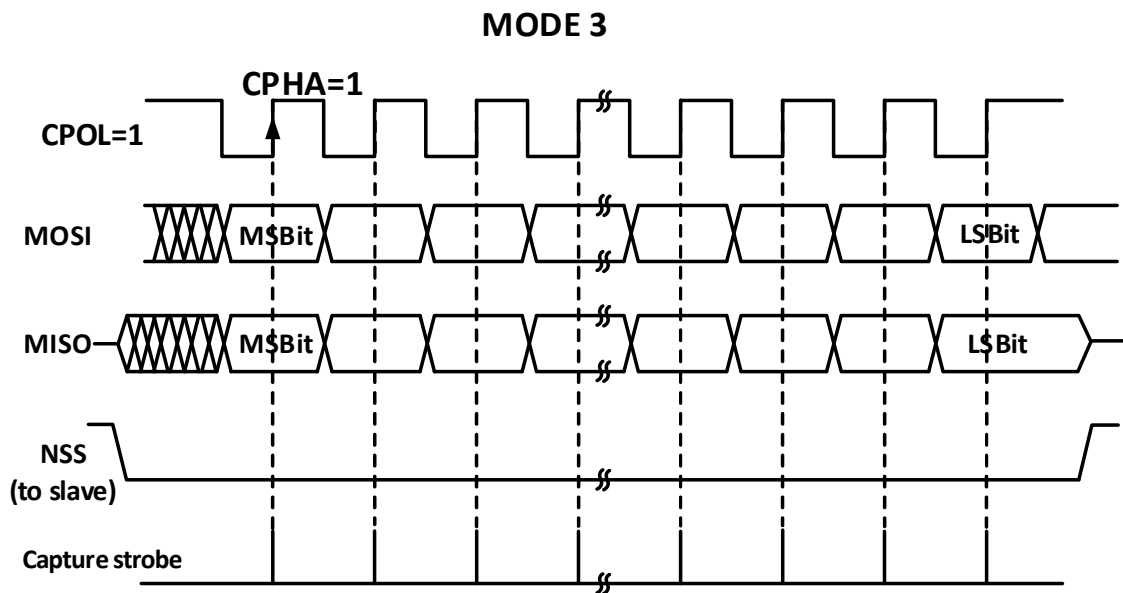 MODE 3
CPHA=1
CPOL=1
MOSI
MSBit
LSBit
MISO
MSBit
LSBit
NSS
(to slave)
Capture strobe